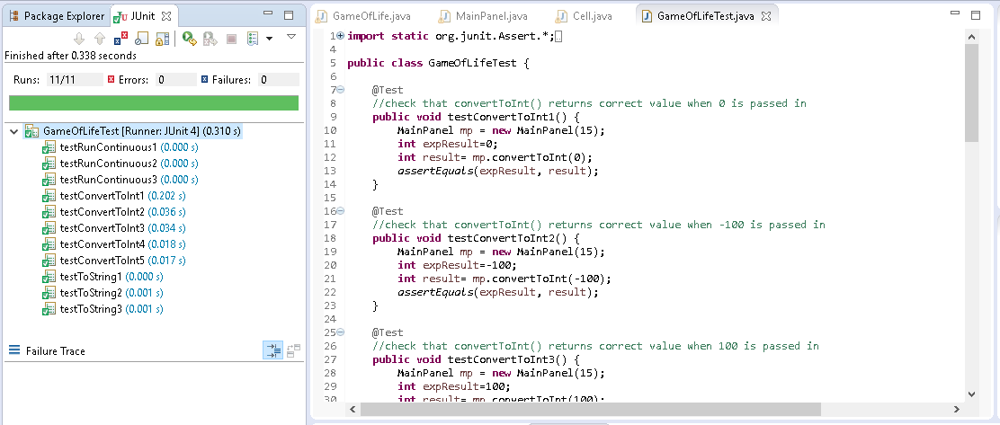 Package Explorer JUnit
Finished after 0.338 seconds
Runs: 11/11 Errors: 0 Failures: 0
GameOfLifeTest [Runner: JUnit 4] (0.310 s)
testRunContinuous1 (0.000 s)
testRunContinuous2 (0.000 s)
testRunContinuous3 (0.000 s)
testConvertToInt1 (0.202 s)
testConvertToInt2 (0.036 s)
testConvertToInt3 (0.034 s)
testConvertToInt4 (0.018 s)
testConvertToInt5 (0.017 s)
testToString1 (0.000 s)
testToString2 (0.001 s)
testToString3 (0.001 s)
Failure Trace
GameOfLife.java MainPanel.java Cell.java GameOfLifeTest.java
1 import static org.junit.Assert.*;
4
5 public class GameOfLifeTest {
6
7 @Test
8 //check that convertToInt() returns correct value when 0 is passed in
9 public void testConvertToInt1() {
10 MainPanel mp = new MainPanel(15);
11 int expResult=0;
12 int result= mp.convertToInt(0);
13 assertEquals(expResult, result);
14 }
15
16 @Test
17 //check that convertToInt() returns correct value when -100 is passed in
18 public void testConvertToInt2() {
19 MainPanel mp = new MainPanel(15);
20 int expResult=-100;
21 int result= mp.convertToInt(-100);
22 assertEquals(expResult, result);
23 }
24
25 @Test
26 //check that convertToInt() returns correct value when 100 is passed in
27 public void testConvertToInt3() {
28 MainPanel mp = new MainPanel(15);
29 int expResult=100;
30 int result= mp.convertToInt(100);